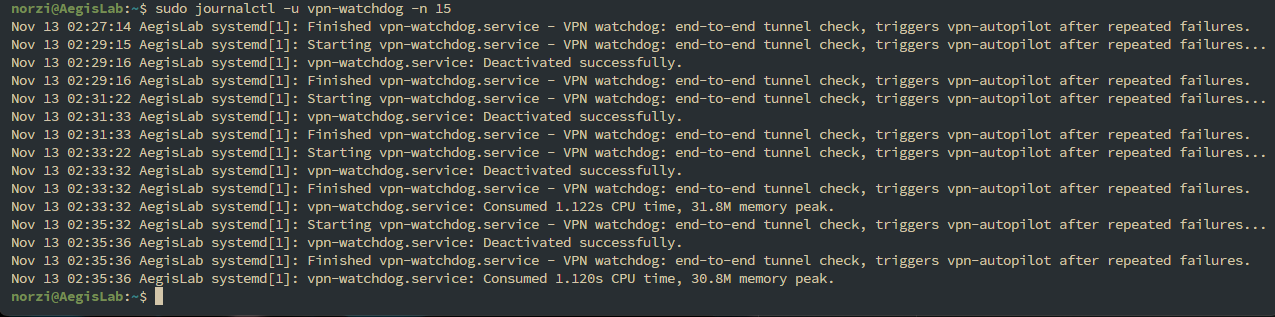 norzi@AegisLab:~$ sudo journalctl -u vpn-watchdog -n 15
Nov 13 02:27:14 AegisLab systemd[1]: Finished vpn-watchdog.service - VPN watchdog: end-to-end tunnel check, triggers vpn-autopilot after repeated failures.
Nov 13 02:29:15 AegisLab systemd[1]: Starting vpn-watchdog.service - VPN watchdog: end-to-end tunnel check, triggers vpn-autopilot after repeated failures...
Nov 13 02:29:16 AegisLab systemd[1]: vpn-watchdog.service: Deactivated successfully.
Nov 13 02:29:16 AegisLab systemd[1]: Finished vpn-watchdog.service - VPN watchdog: end-to-end tunnel check, triggers vpn-autopilot after repeated failures.
Nov 13 02:31:22 AegisLab systemd[1]: Starting vpn-watchdog.service - VPN watchdog: end-to-end tunnel check, triggers vpn-autopilot after repeated failures...
Nov 13 02:31:33 AegisLab systemd[1]: vpn-watchdog.service: Deactivated successfully.
Nov 13 02:31:33 AegisLab systemd[1]: Finished vpn-watchdog.service - VPN watchdog: end-to-end tunnel check, triggers vpn-autopilot after repeated failures.
Nov 13 02:33:22 AegisLab systemd[1]: Starting vpn-watchdog.service - VPN watchdog: end-to-end tunnel check, triggers vpn-autopilot after repeated failures...
Nov 13 02:33:32 AegisLab systemd[1]: vpn-watchdog.service: Deactivated successfully.
Nov 13 02:33:32 AegisLab systemd[1]: Finished vpn-watchdog.service - VPN watchdog: end-to-end tunnel check, triggers vpn-autopilot after repeated failures.
Nov 13 02:33:32 AegisLab systemd[1]: vpn-watchdog.service: Consumed 1.122s CPU time, 31.8M memory peak.
Nov 13 02:35:32 AegisLab systemd[1]: Starting vpn-watchdog.service - VPN watchdog: end-to-end tunnel check, triggers vpn-autopilot after repeated failures...
Nov 13 02:35:36 AegisLab systemd[1]: vpn-watchdog.service: Deactivated successfully.
Nov 13 02:35:36 AegisLab systemd[1]: Finished vpn-watchdog.service - VPN watchdog: end-to-end tunnel check, triggers vpn-autopilot after repeated failures.
Nov 13 02:35:36 AegisLab systemd[1]: vpn-watchdog.service: Consumed 1.120s CPU time, 30.8M memory peak.
norzi@AegisLab:~$